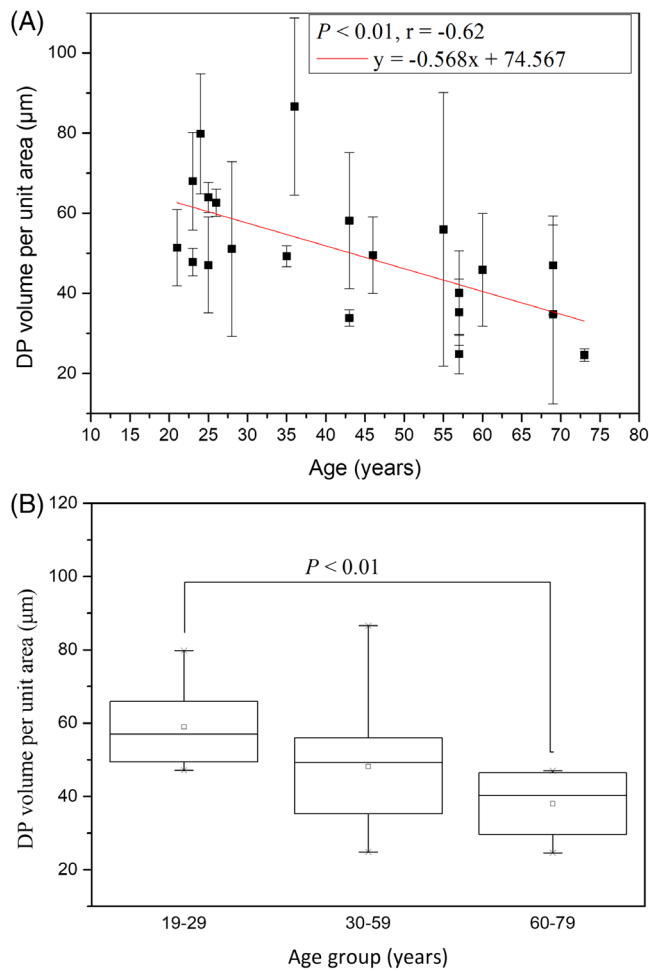 (A)
P < 0.01, r = -0.62
y = -0.568x + 74.567
DP volume per unit area (μm)
100
80
60
40
20
10 15 20 25 30 35 40 45 50 55 60 65 70 75 80
Age (years)
(B)
P < 0.01
DP volume per unit area (μm)
120
100
80
60
40
20
19-29 30-59 60-79
Age group (years)